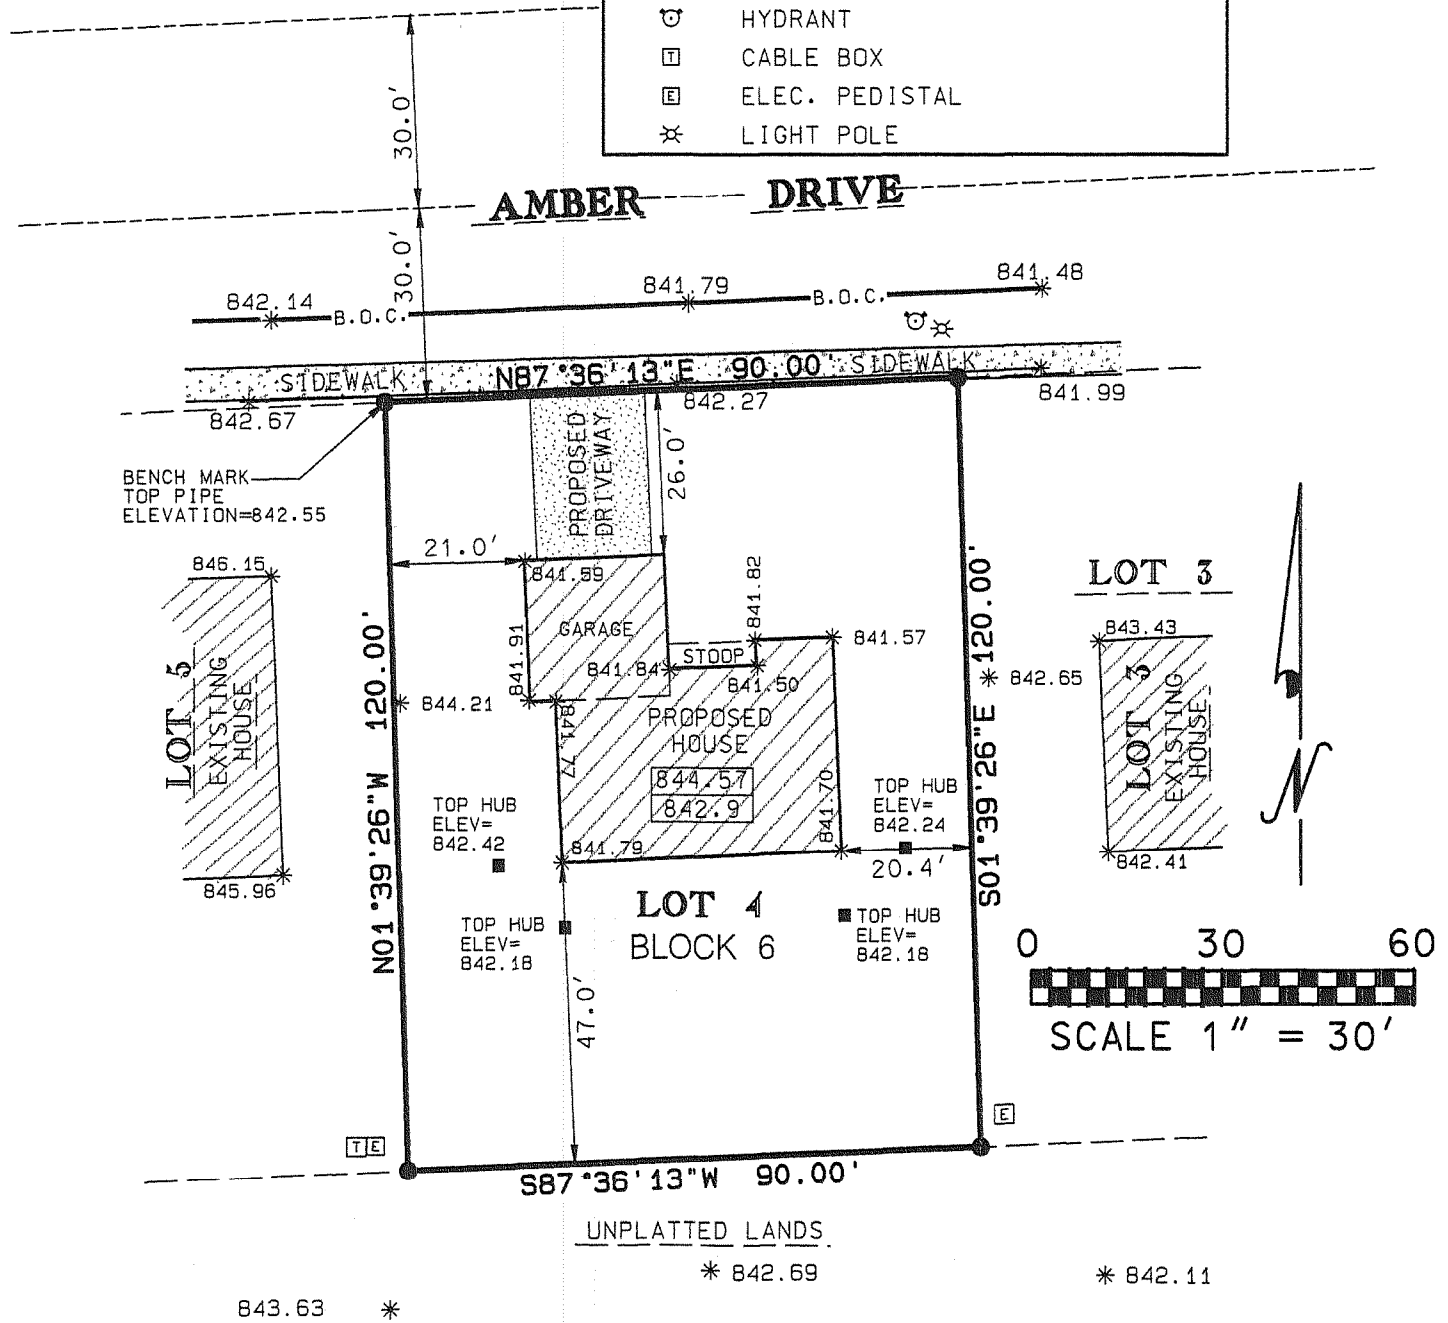 HYDRANT
T CABLE BOX
E ELEC. PEDISTAL
LIGHT POLE
30.0'
AMBER DRIVE
30.0'
842.14
841.79
841.48
B.O.C.
B.O.C.
SIDEWALK
N87°36'13"E 90.00'
SIDEWALK
842.67
842.27
841.99
BENCH MARK
TOP PIPE
ELEVATION=842.55
PROPOSED
DRIVEWAY
26.0'
21.0'
846.15
841.59
841.82
LOT 3
GARAGE
841.91
STOOP
841.57
843.43
841.84
841.50
842.65
844.21
N01°39'26"W 120.00'
S01°39'26"E 120.00'
LOT 5
EXISTING
HOUSE
841.77
PROPOSED
HOUSE
844.57
842.9
841.70
LOT 3
EXISTING
HOUSE
N
TOP HUB
ELEV=
842.42
TOP HUB
ELEV=
842.24
841.79
20.4'
842.41
845.96
LOT 4
BLOCK 6
TOP HUB
ELEV=
842.18
TOP HUB
ELEV=
842.18
47.0'
0 30 60
SCALE 1" = 30'
T E
E
S87°36'13"W 90.00'
UNPLATTED LANDS
842.69
842.11
843.63